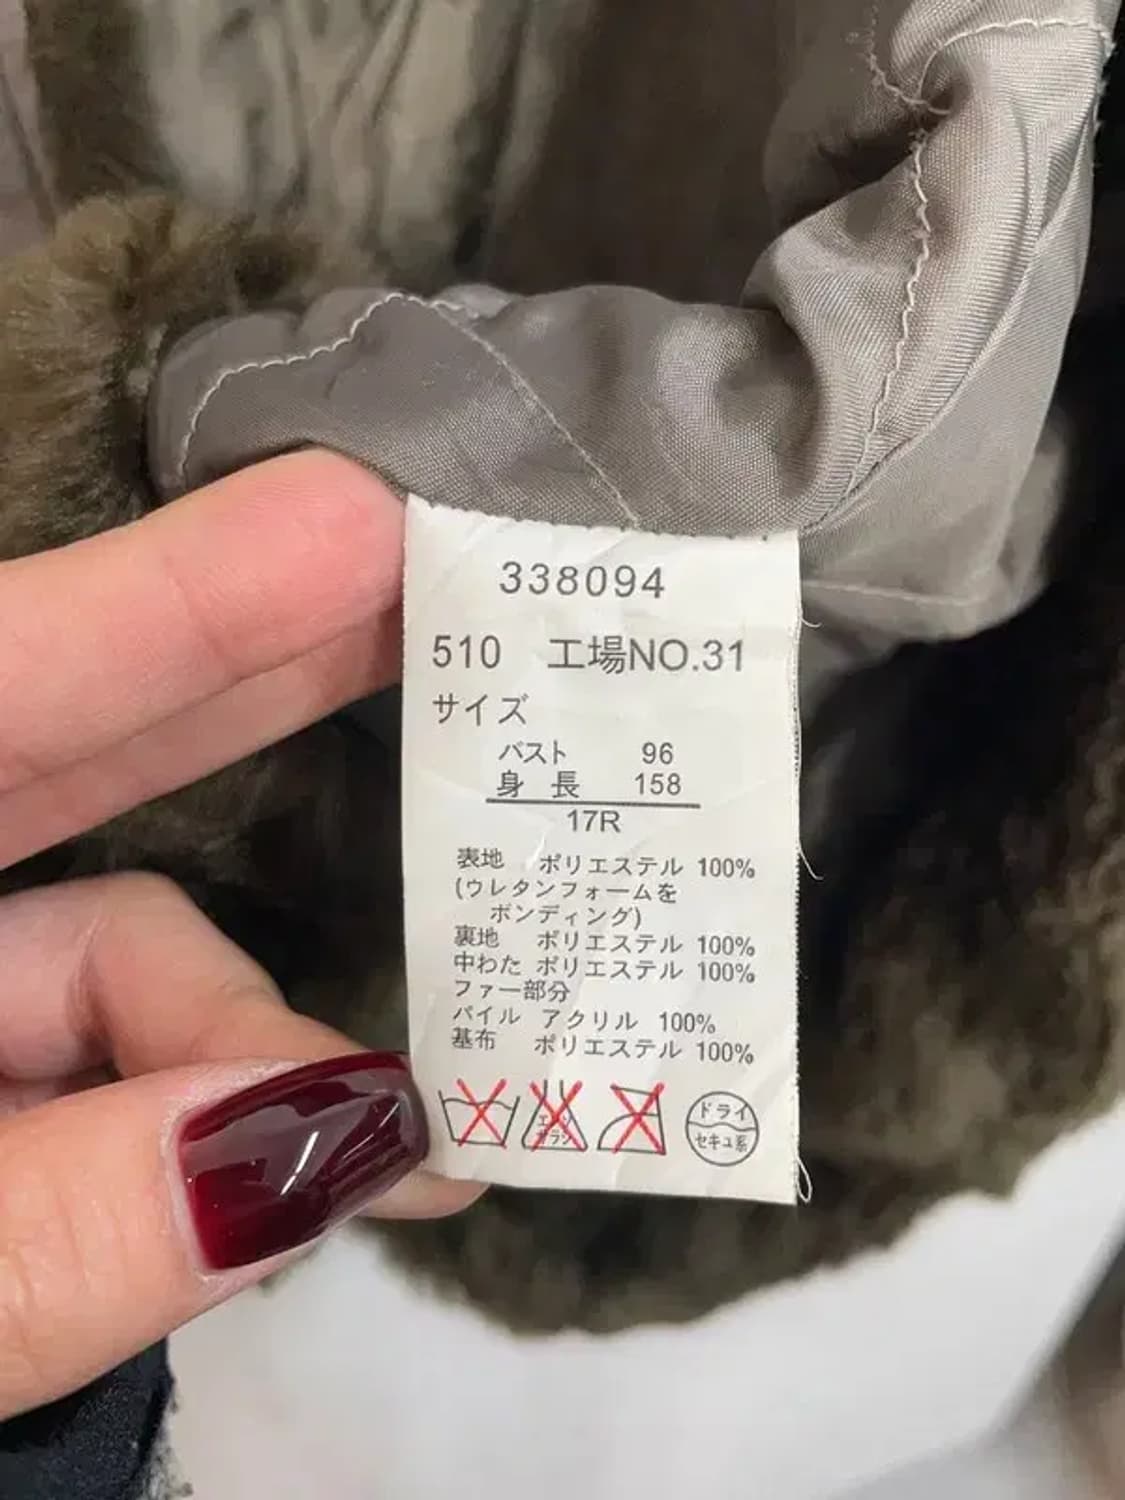 338094
510 工場NO.31
サイズ
バスト 96
身長 158
17R
表地 ポリエステル 100%
(ウレタンフォームを
ボンディング)
裏地 ポリエステル 100%
中わた ポリエステル 100%
ファー部分
パイル アクリル 100%
基布 ポリエステル 100%
ドライ
セキユ系